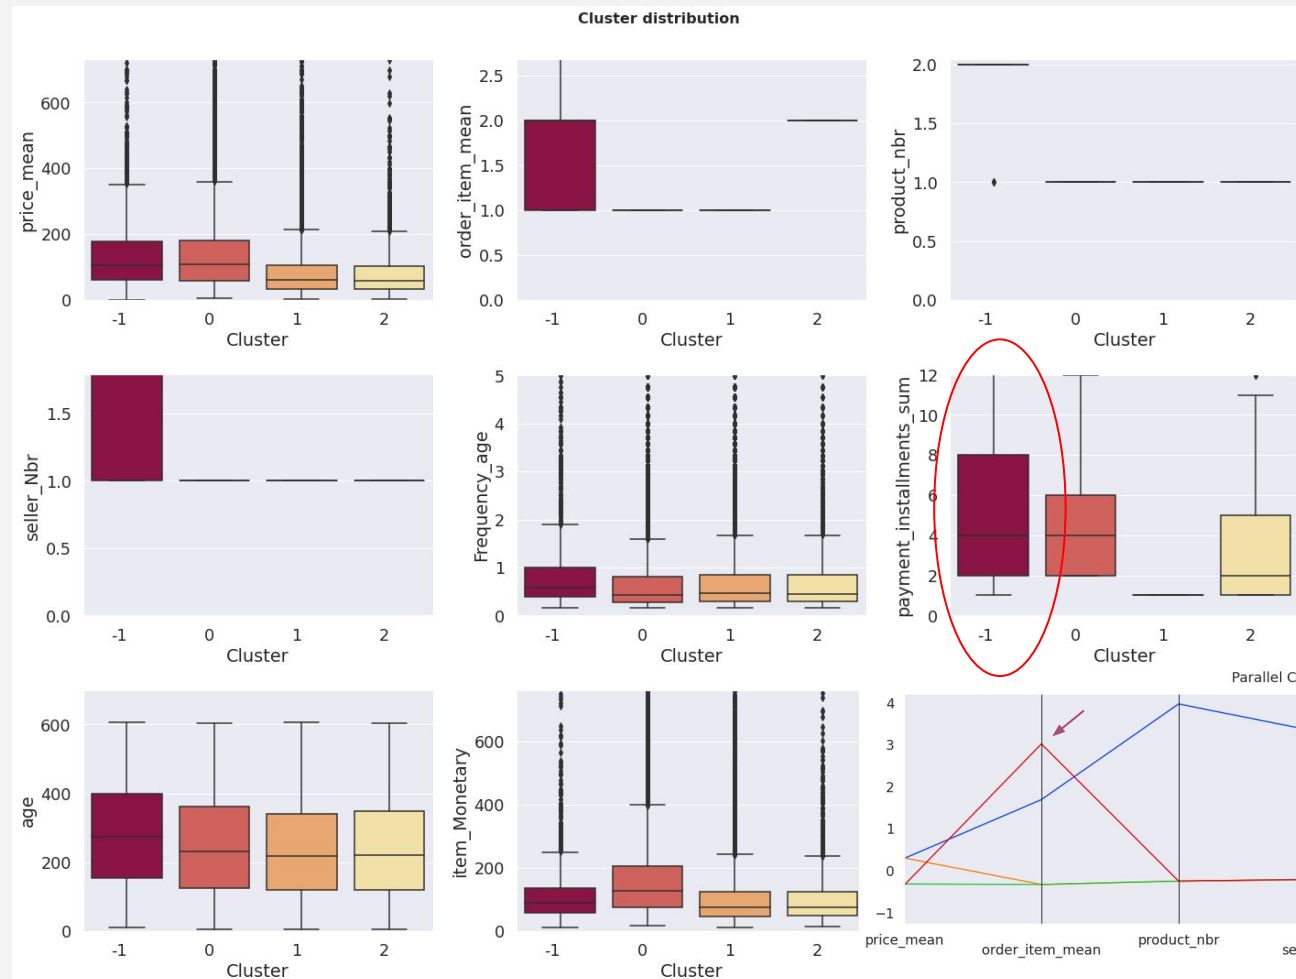 Cluster distribution
price_mean
600
400
200
0
-1 0 1 2
Cluster
order_item_mean
2.5
2.0
1.5
1.0
0.5
0.0
-1 0 1 2
Cluster
product_nbr
2.0
1.5
1.0
0.5
0.0
-1 0 1 2
Cluster
seller_Nbr
1.5
1.0
0.5
0.0
-1 0 1 2
Cluster
Frequency_age
5
4
3
2
1
0
-1 0 1 2
Cluster
payment_installments_sum
12
10
8
6
4
2
0
-1 0 1 2
Cluster
age
600
400
200
0
-1 0 1 2
Cluster
item_Monetary
600
400
200
0
-1 0 1 2
Cluster
Parallel C
4
3
2
1
0
−1
price_mean order_item_mean product_nbr se